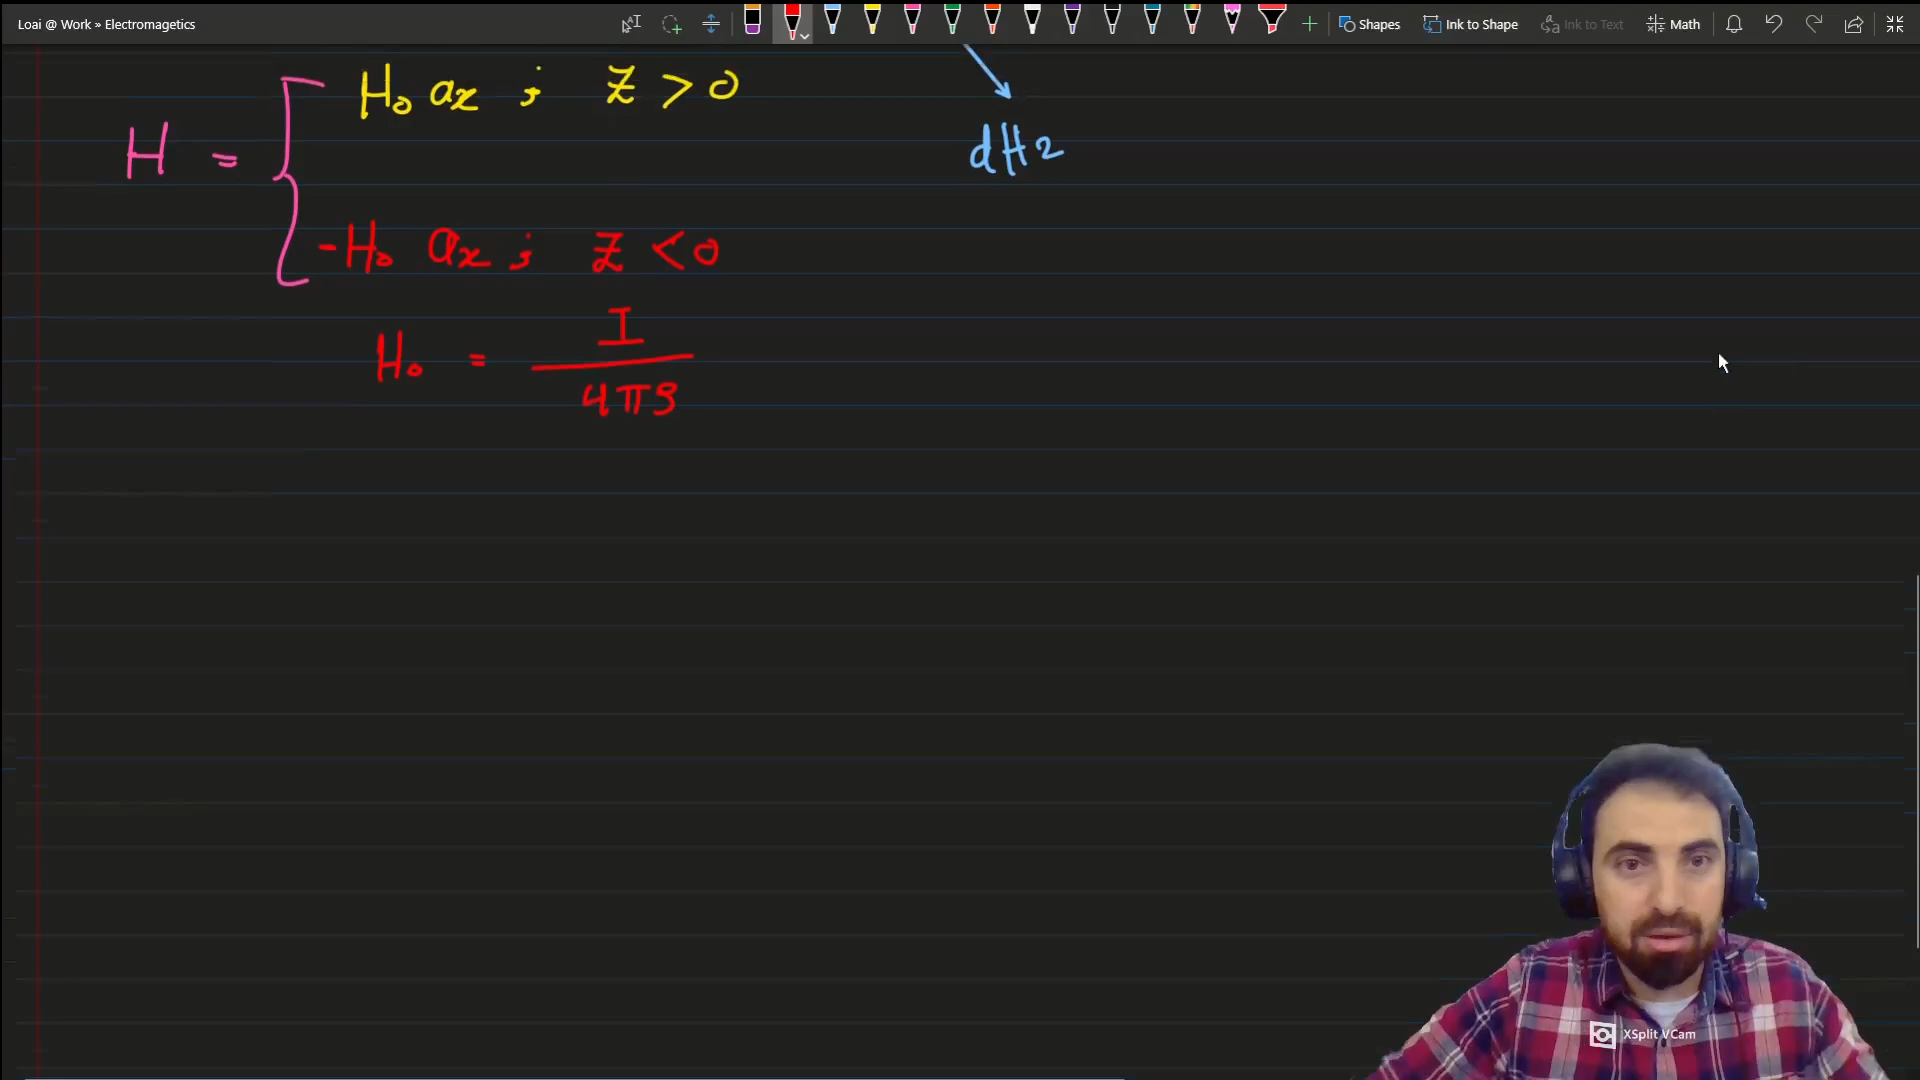 Loai @ Work » Electromagetics
Shapes Ink to Shape Ink to Text Math
H₀ ax ; Z > 0
dH2
H =
-H₀ ax ; Z < 0
H₀ = I / 4πρ
XSplit VCam